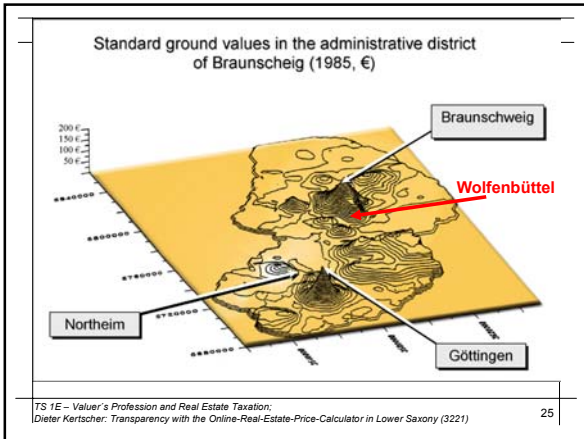 Standard ground values in the administrative district
of Braunscheig (1985, €)
200 €
150 €
100 €
50 €
Braunschweig
Wolfenbüttel
Northeim
Göttingen
TS 1E – Valuer´s Profession and Real Estate Taxation;
Dieter Kertscher: Transparency with the Online-Real-Estate-Price-Calculator in Lower Saxony (3221)
25